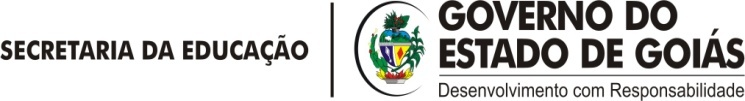 SECRETARIA DA EDUCAÇÃO
GOVERNO DO
ESTADO DE GOIÁS
Desenvolvimento com Responsabilidade